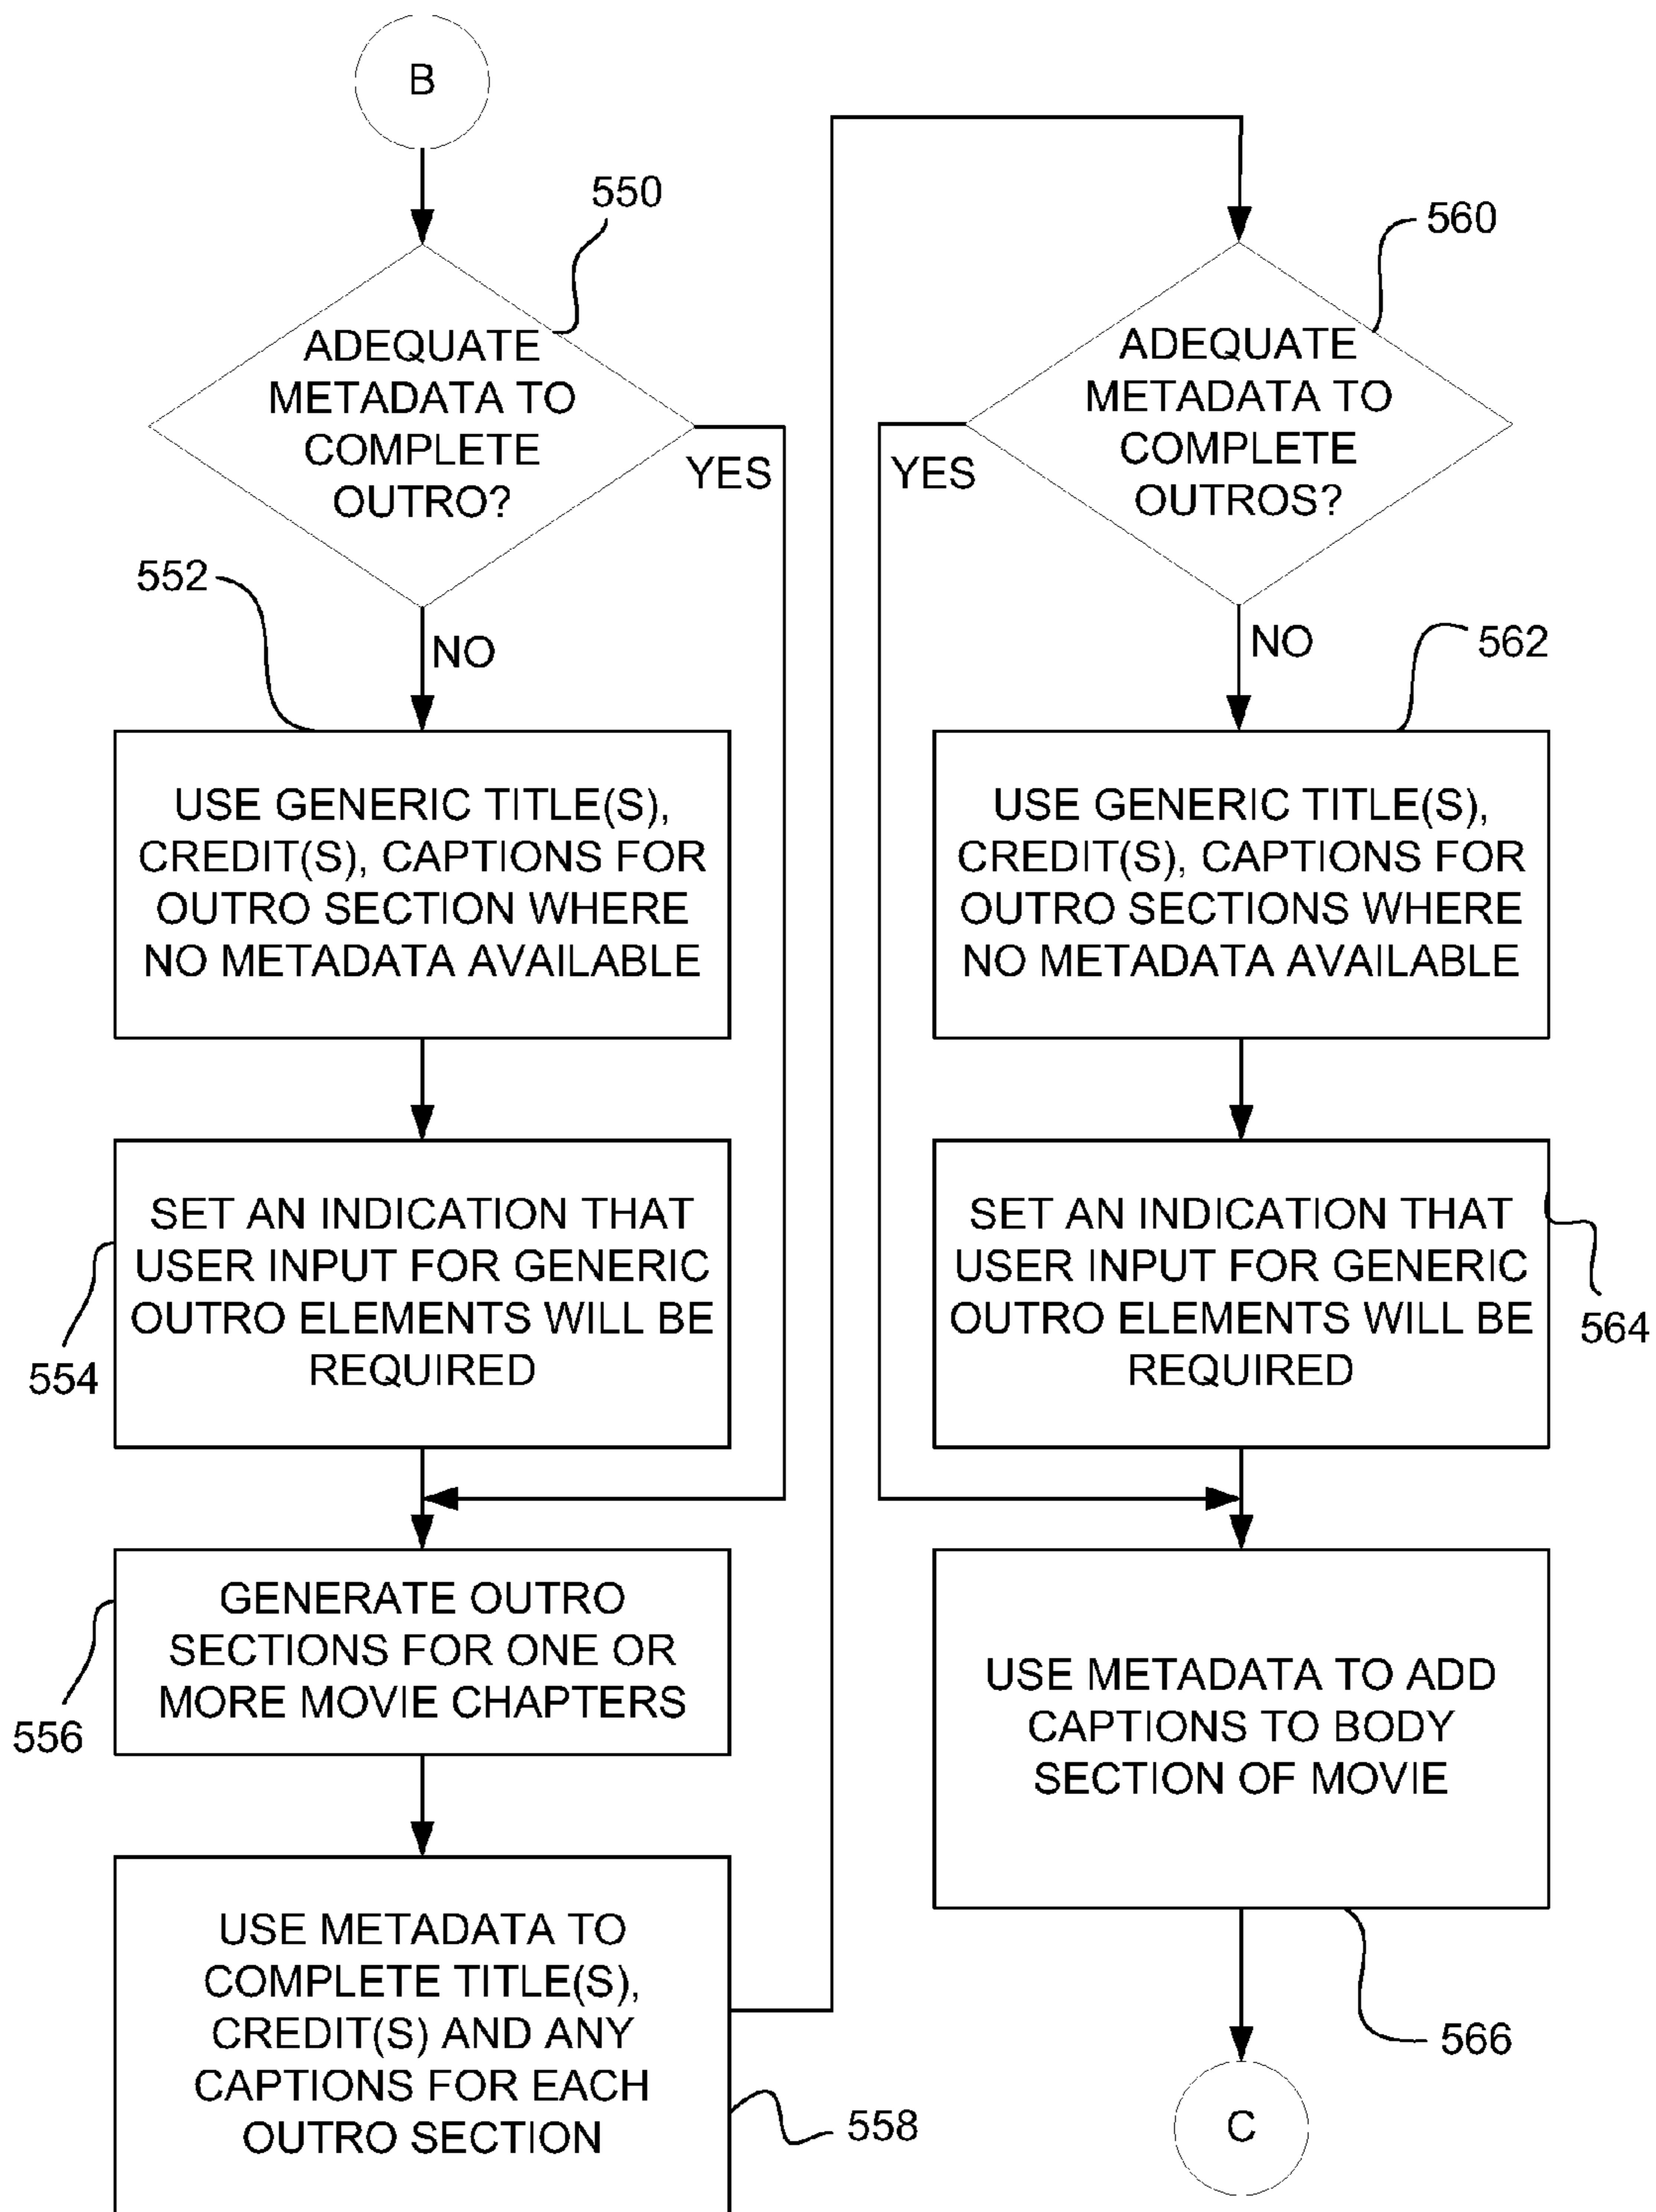 B
550
ADEQUATE
METADATA TO
COMPLETE
OUTRO?
YES
552
NO
USE GENERIC TITLE(S),
CREDIT(S), CAPTIONS FOR
OUTRO SECTION WHERE
NO METADATA AVAILABLE
SET AN INDICATION THAT
USER INPUT FOR GENERIC
OUTRO ELEMENTS WILL BE
REQUIRED
554
GENERATE OUTRO
SECTIONS FOR ONE OR
MORE MOVIE CHAPTERS
556
USE METADATA TO
COMPLETE TITLE(S),
CREDIT(S) AND ANY
CAPTIONS FOR EACH
OUTRO SECTION
558
560
ADEQUATE
METADATA TO
COMPLETE
OUTROS?
YES
NO
562
USE GENERIC TITLE(S),
CREDIT(S), CAPTIONS FOR
OUTRO SECTIONS WHERE
NO METADATA AVAILABLE
SET AN INDICATION THAT
USER INPUT FOR GENERIC
OUTRO ELEMENTS WILL BE
REQUIRED
564
USE METADATA TO ADD
CAPTIONS TO BODY
SECTION OF MOVIE
566
C